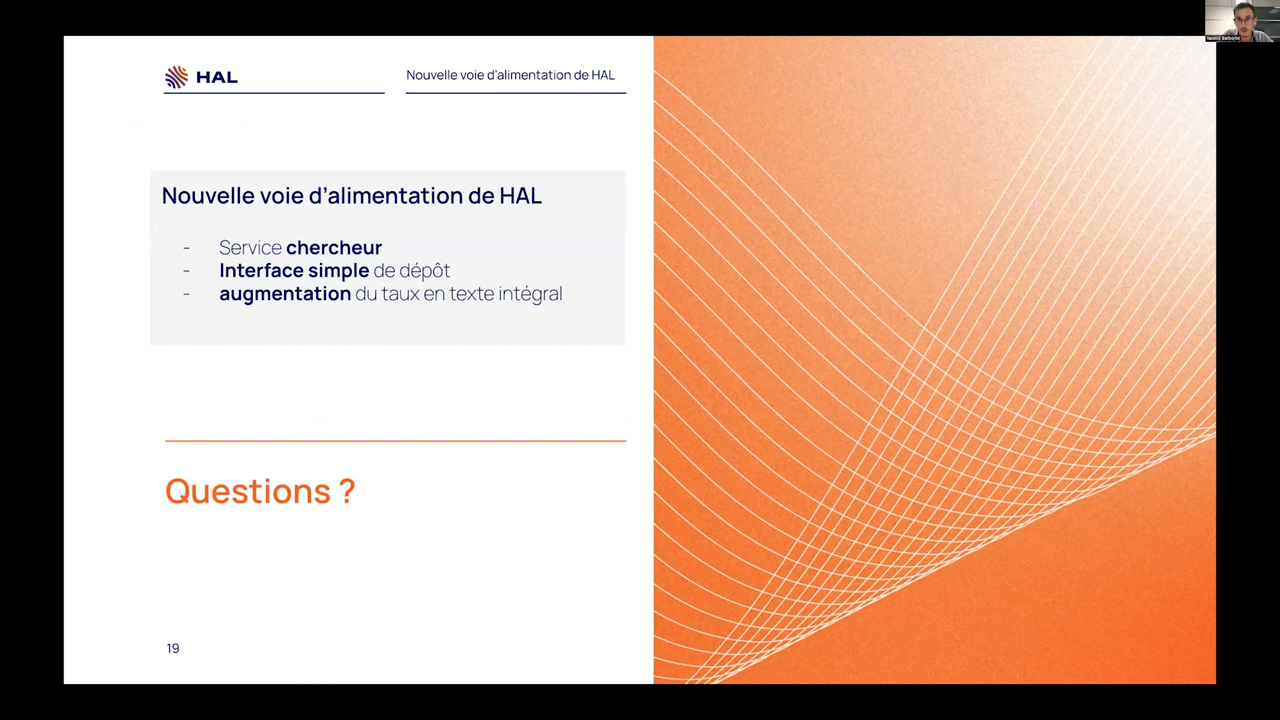 HAL
Nouvelle voie d'alimentation de HAL
Nouvelle voie d'alimentation de HAL
- Service chercheur
- Interface simple de dépôt
- augmentation du taux en texte intégral
Questions ?
19